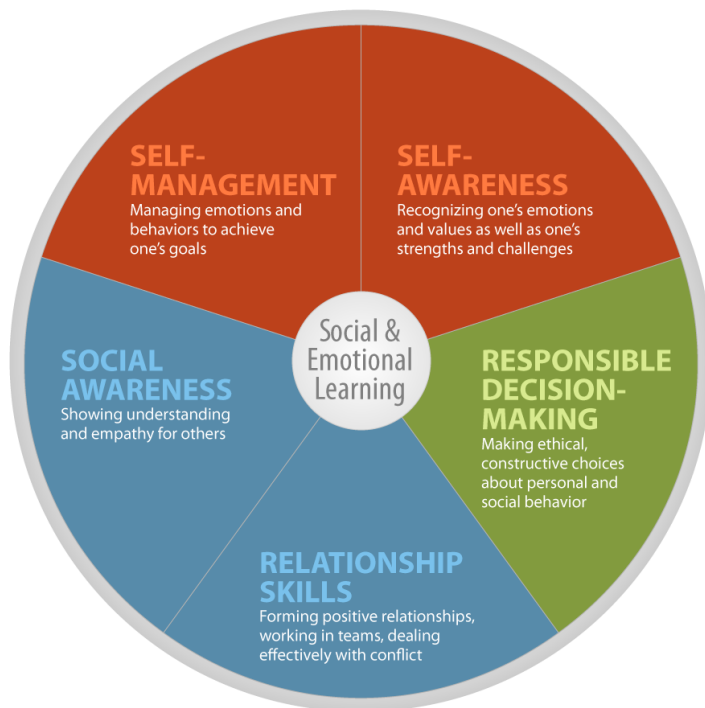 SELF-
MANAGEMENT
Managing emotions and
behaviors to achieve
one’s goals
SELF-
AWARENESS
Recognizing one’s emotions
and values as well as one’s
strengths and challenges
SOCIAL
AWARENESS
Showing understanding
and empathy for others
Social &
Emotional
Learning
RESPONSIBLE
DECISION-
MAKING
Making ethical,
constructive choices
about personal and
social behavior
RELATIONSHIP
SKILLS
Forming positive relationships,
working in teams, dealing
effectively with conflict